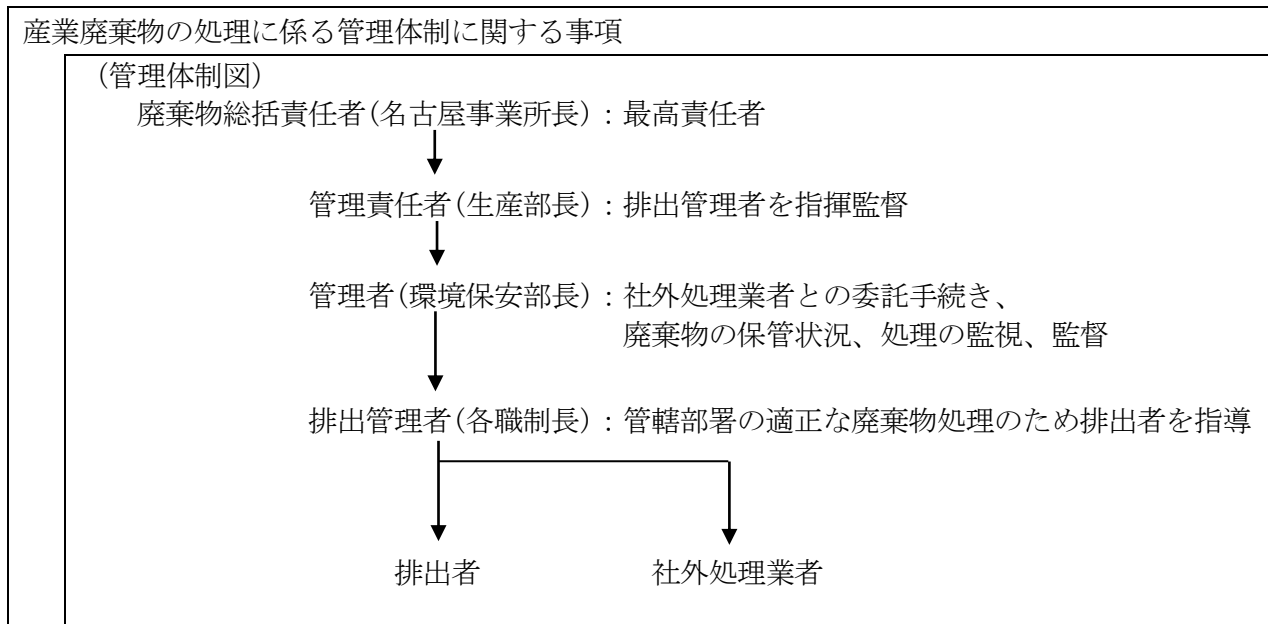 産業廃棄物の処理に係る管理体制に関する事項
(管理体制図)
廃棄物総括責任者(名古屋事業所長):最高責任者
管理責任者(生産部長):排出管理者を指揮監督
管理者(環境保安部長):社外処理業者との委託手続き、
廃棄物の保管状況、処理の監視、監督
排出管理者(各職制長):管轄部署の適正な廃棄物処理のため排出者を指導
排出者 社外処理業者